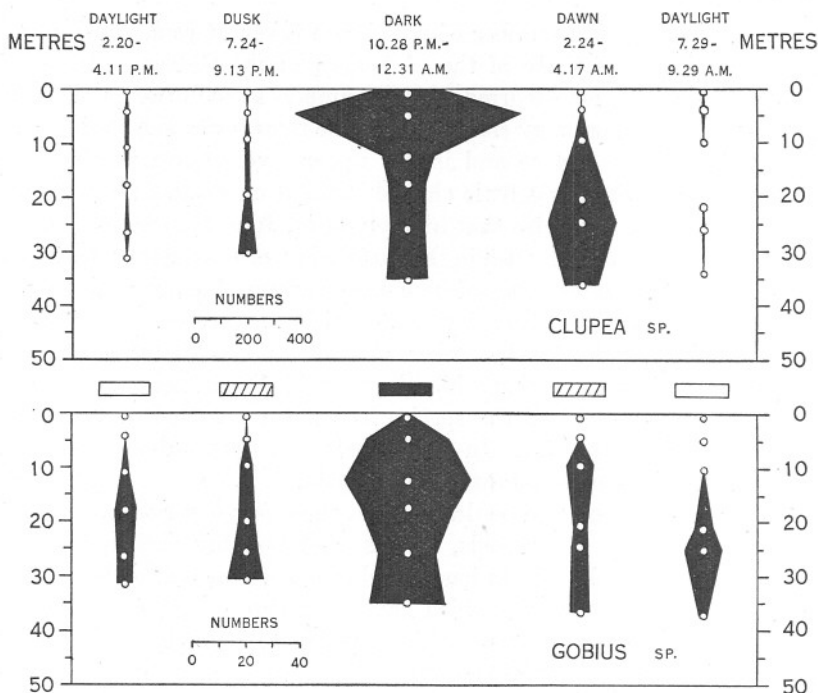 DAYLIGHT DUSK DARK DAWN DAYLIGHT
METRES 2.20- 7.24- 10.28 P.M.- 2.24- 7.29- METRES
4.11 P.M. 9.13 P.M. 12.31 A.M. 4.17 A.M. 9.29 A.M.
0 0
10 10
20 20
30 30
NUMBERS
40 0 200 400 CLUPEA SP. 40
50 50
0 0
10 10
20 20
30 30
40 NUMBERS 40
0 20 40 GOBIUS SP.
50 50